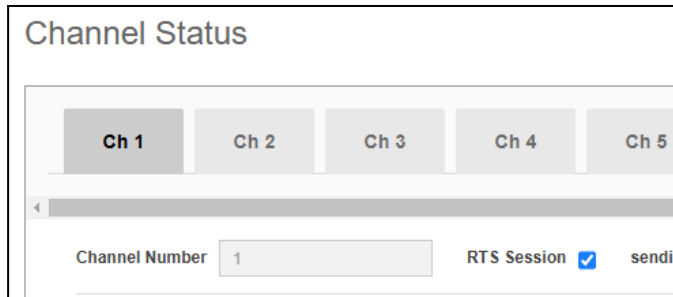 Channel Status
Ch 1 Ch 2 Ch 3 Ch 4 Ch 5
Channel Number 1 RTS Session sendi